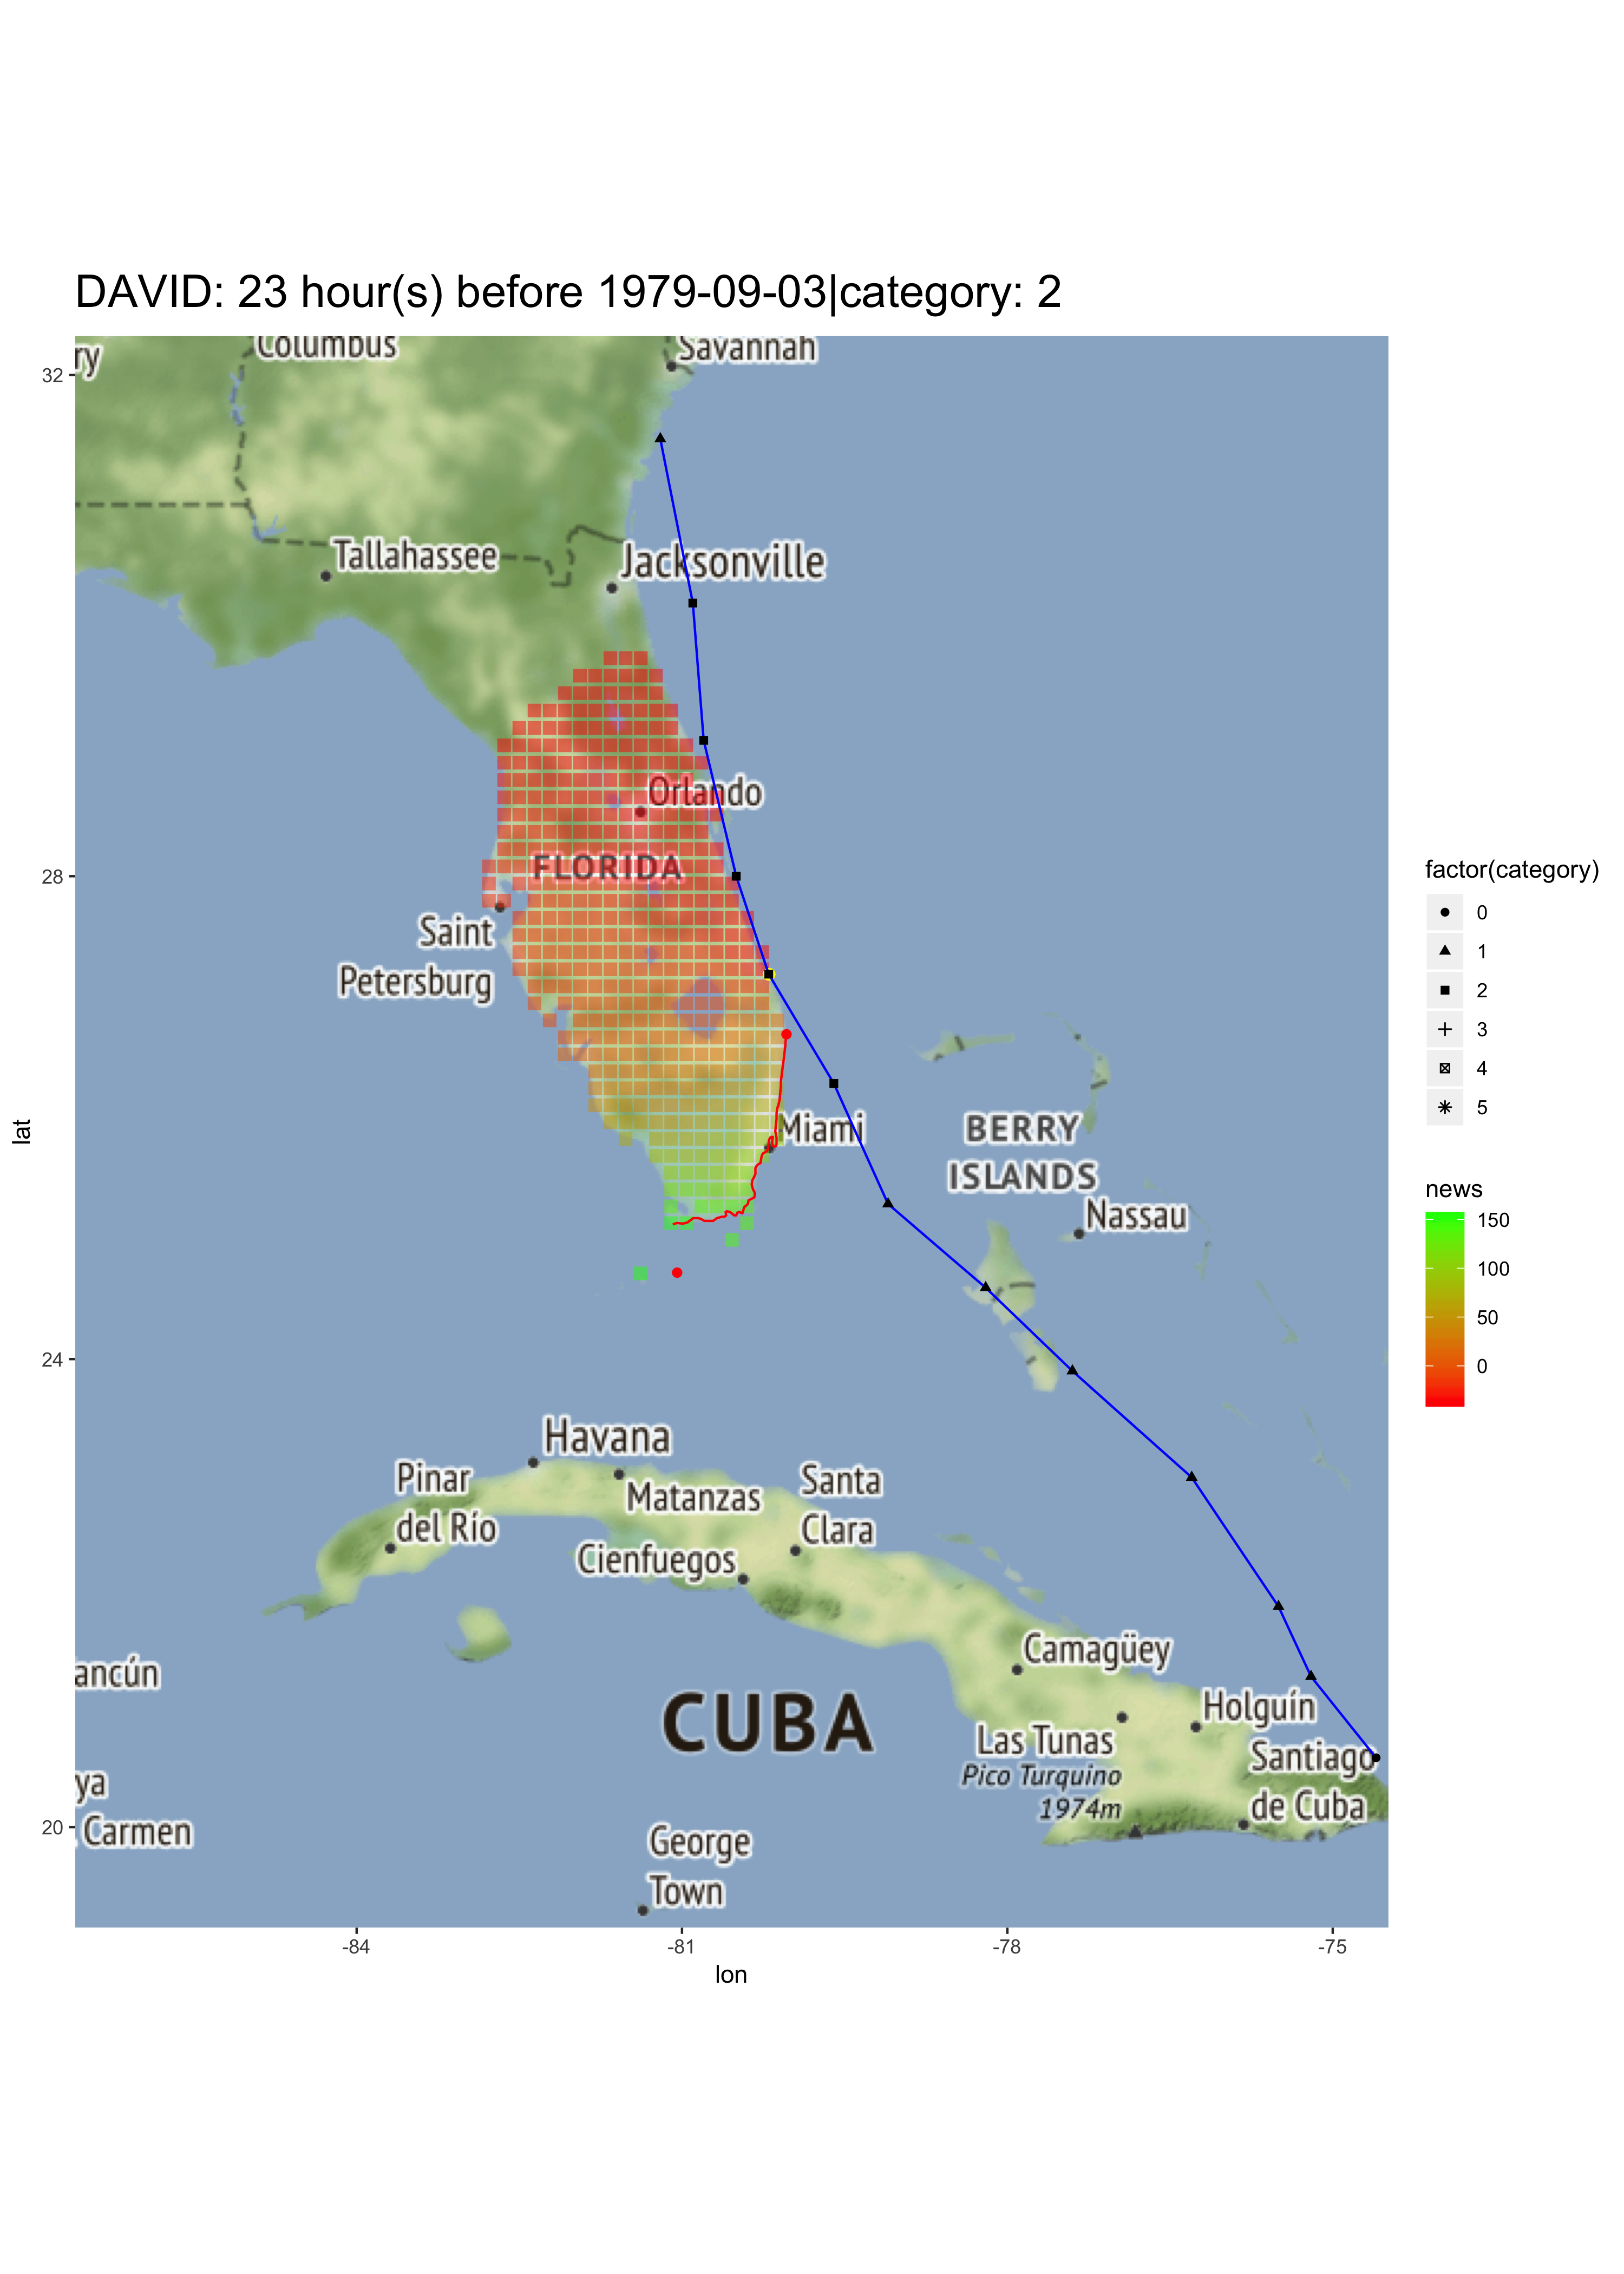 DAVID: 23 hour(s) before 1979-09-03|category: 2
ry
Columbus
Savannah
32
Tallahassee
Jacksonville
Orlando
28
FLORIDA
Saint
Petersburg
factor(category)
0
1
2
3
4
5
lat
Miami
BERRY
ISLANDS
Nassau
news
150
100
50
0
24
Havana
Pinar
del Río
Matanzas
Santa
Clara
Cienfuegos
Camagüey
ancún
Holguín
CUBA
Las Tunas
Santiago
de Cuba
Pico Turquino
1974m
ya
Carmen
20
George
Town
-84
-81
-78
-75
lon